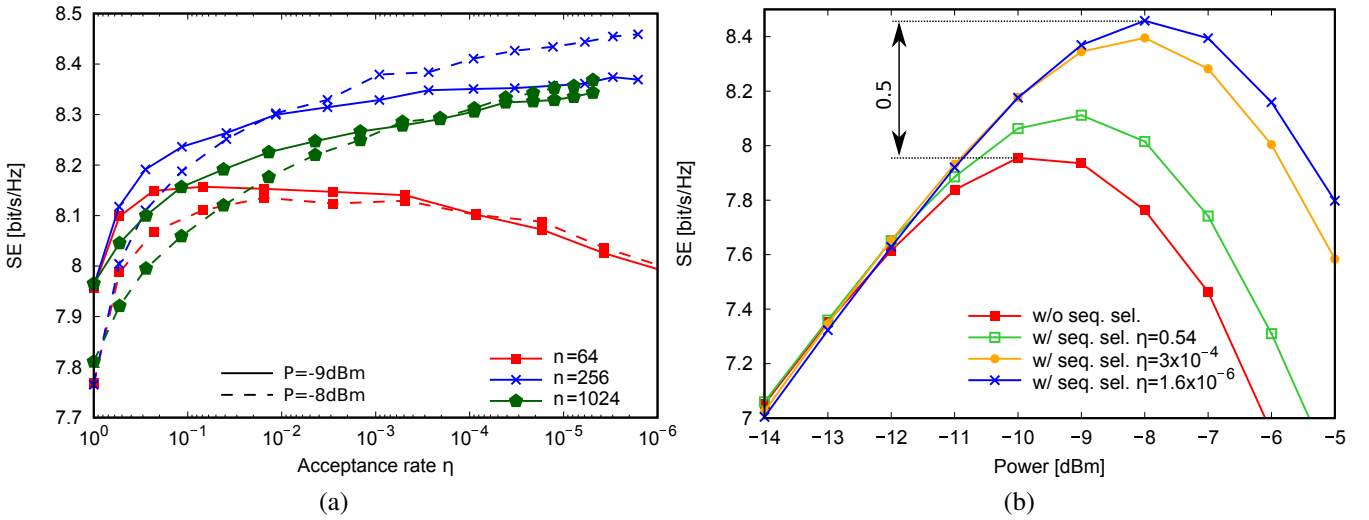 8.5
8.4
8.3
8.2
8.1
8
7.9
7.8
7.7
SE [bit/s/Hz]
P=-9dBm
P=-8dBm
n=64
n=256
n=1024
10⁰ 10⁻¹ 10⁻² 10⁻³ 10⁻⁴ 10⁻⁵ 10⁻⁶
Acceptance rate η
(a)
8.4
8.2
8
7.8
7.6
7.4
7.2
7
SE [bit/s/Hz]
0.5
w/o seq. sel.
w/ seq. sel. η=0.54
w/ seq. sel. η=3x10⁻⁴
w/ seq. sel. η=1.6x10⁻⁶
−14 −13 −12 −11 −10 −9 −8 −7 −6 −5
Power [dBm]
(b)